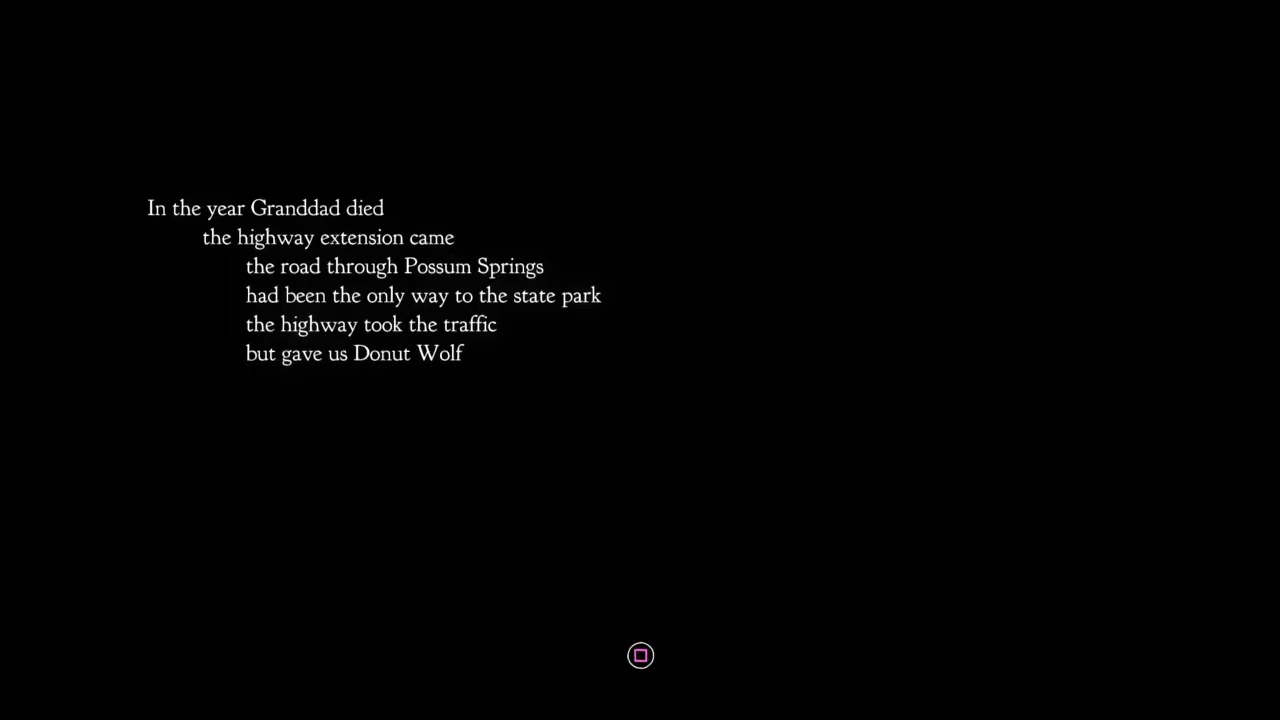 In the year Granddad died
the highway extension came
the road through Possum Springs
had been the only way to the state park
the highway took the traffic
but gave us Donut Wolf